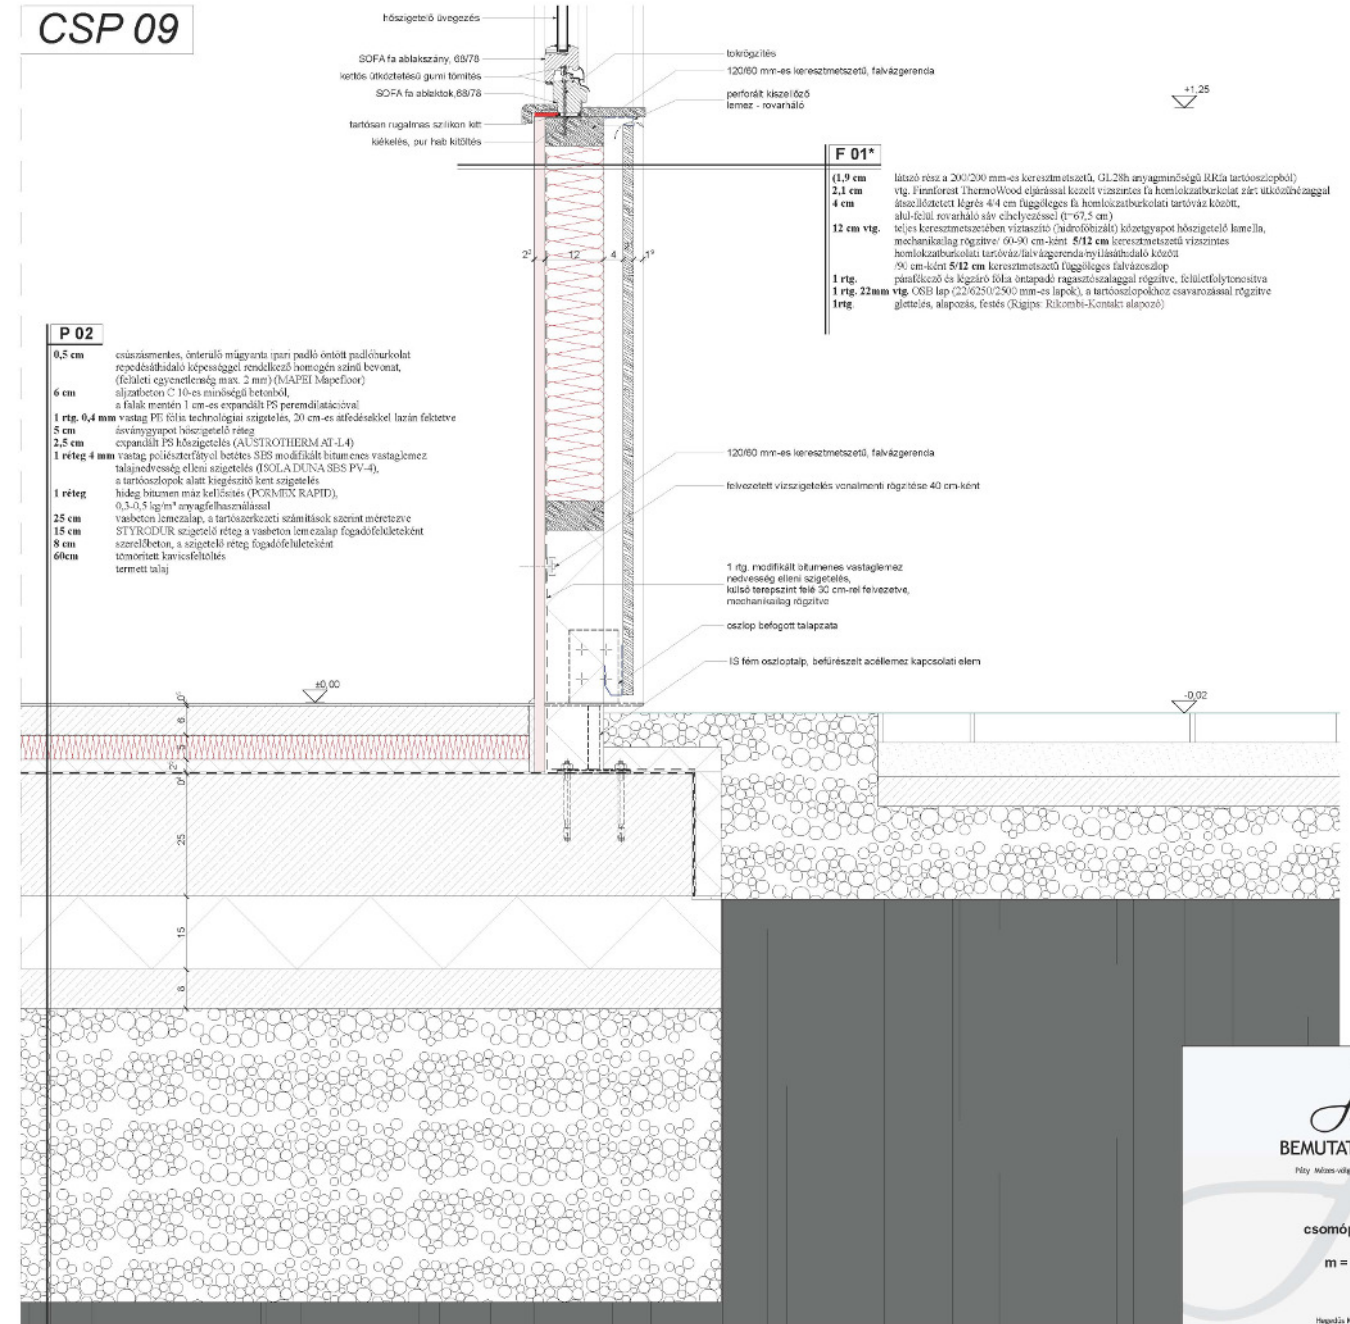 CSP 09
hőszigetelő üvegezés
SOFA fa ablakszárny, 68/78
kettős ütköztetésű gumi tömítés
SOFA fa ablaktok,68/78
tartósan rugalmas szilikon kitt
kiékelés, pur hab kitöltés
tokrögzítés
120/60 mm-es keresztmetszetű, falvázgerenda
perforált kiszellőző
lemez - rovarháló
+1,25
F 01*
(1,9 cm látszó rész a 200/200 mm-es keresztmetszetű, GL28h anyagminőségű RRfa tartóoszlopból)
2,1 cm vtg. Finnforest ThermoWood eljárással kezelt vízszintes fa homlokzatburkolat zárt ütközőhézaggal
4 cm átszellőztetett légrés 4/4 cm függőleges fa homlokzatburkolati tartóváz között,
alul-felül rovarháló sáv elhelyezéssel (t=67,5 cm)
12 cm vtg. teljes keresztmetszetében víztaszító (hidrofóbizált) kőzetgyapot hőszigetelő lamella,
mechanikailag rögzítve/ 60-90 cm-ként 5/12 cm keresztmetszetű vízszintes
homlokzatburkolati tartóváz/falvázgerenda/nyílásáthidaló között
/90 cm-ként 5/12 cm keresztmetszetű függőleges falvázoszlop
1 rtg. párafékező és légzáró fólia öntapadó ragasztószalaggal rögzítve, felületfolytonosítva
1 rtg. 22mm vtg. OSB lap (22/6250/2500 mm-es lapok), a tartóoszlopokhoz csavarozással rögzítve
1rtg glettelés, alapozás, festés (Rigips: Rikombi-Kontakt alapozó)
2² 12 4 2¹ 1⁹
P 02
0,5 cm csúszásmentes, önterülő műgyanta ipari padló öntött padlóburkolat
repedésáthidaló képességgel rendelkező homogén színű bevonat,
(felületi egyenetlenség max. 2 mm) (MAPEI Mapefloor)
6 cm aljzatbeton C 10-es minőségű betonból,
a falak mentén 1 cm-es expandált PS peremdilatációval
1 rtg. 0,4 mm vastag PE fólia technológiai szigetelés, 20 cm-es átfedésekkel lazán fektetve
5 cm ásványgyapot hőszigetelő réteg
2,5 cm expandált PS hőszigetelés (AUSTROTHERM AT-L4)
1 réteg 4 mm vastag poliészterfátyol betétes SBS modifikált bitumenes vastaglemez
talajnedvesség elleni szigetelés (ISOLA DUNA SBS PV-4),
a tartóoszlopok alatt kiegészítő kent szigetelés
1 réteg hideg bitumen máz kellősítés (PORMEX RAPID),
0,3-0,5 kg/m² anyagfelhasználással
25 cm vasbeton lemezalap, a tartószerkezeti számítások szerint méretezve
15 cm STYRODUR szigetelő réteg a vasbeton lemezalap fogadófelületeként
8 cm szerelőbeton, a szigetelő réteg fogadófelületeként
60cm tömörített kavicsfeltöltés
termett talaj
120/60 mm-es keresztmetszetű, falvázgerenda
felvezetett vízszigetelés vonalmenti rögzítése 40 cm-ként
1 rtg. modifikált bitumenes vastaglemez
nedvesség elleni szigetelés,
külső terepszint felé 30 cm-rel felvezetve,
mechanikailag rögzítve
oszlop befogott talapzata
IS fém oszloptalp, befűrészelt acéllemez kapcsolati elem
±0,00
-0,02
0⁵
6
5
2⁵
0⁴
25
15
8
BEMUTAT
Páty Mézes-völg
csomóp
m =
Hegedűs